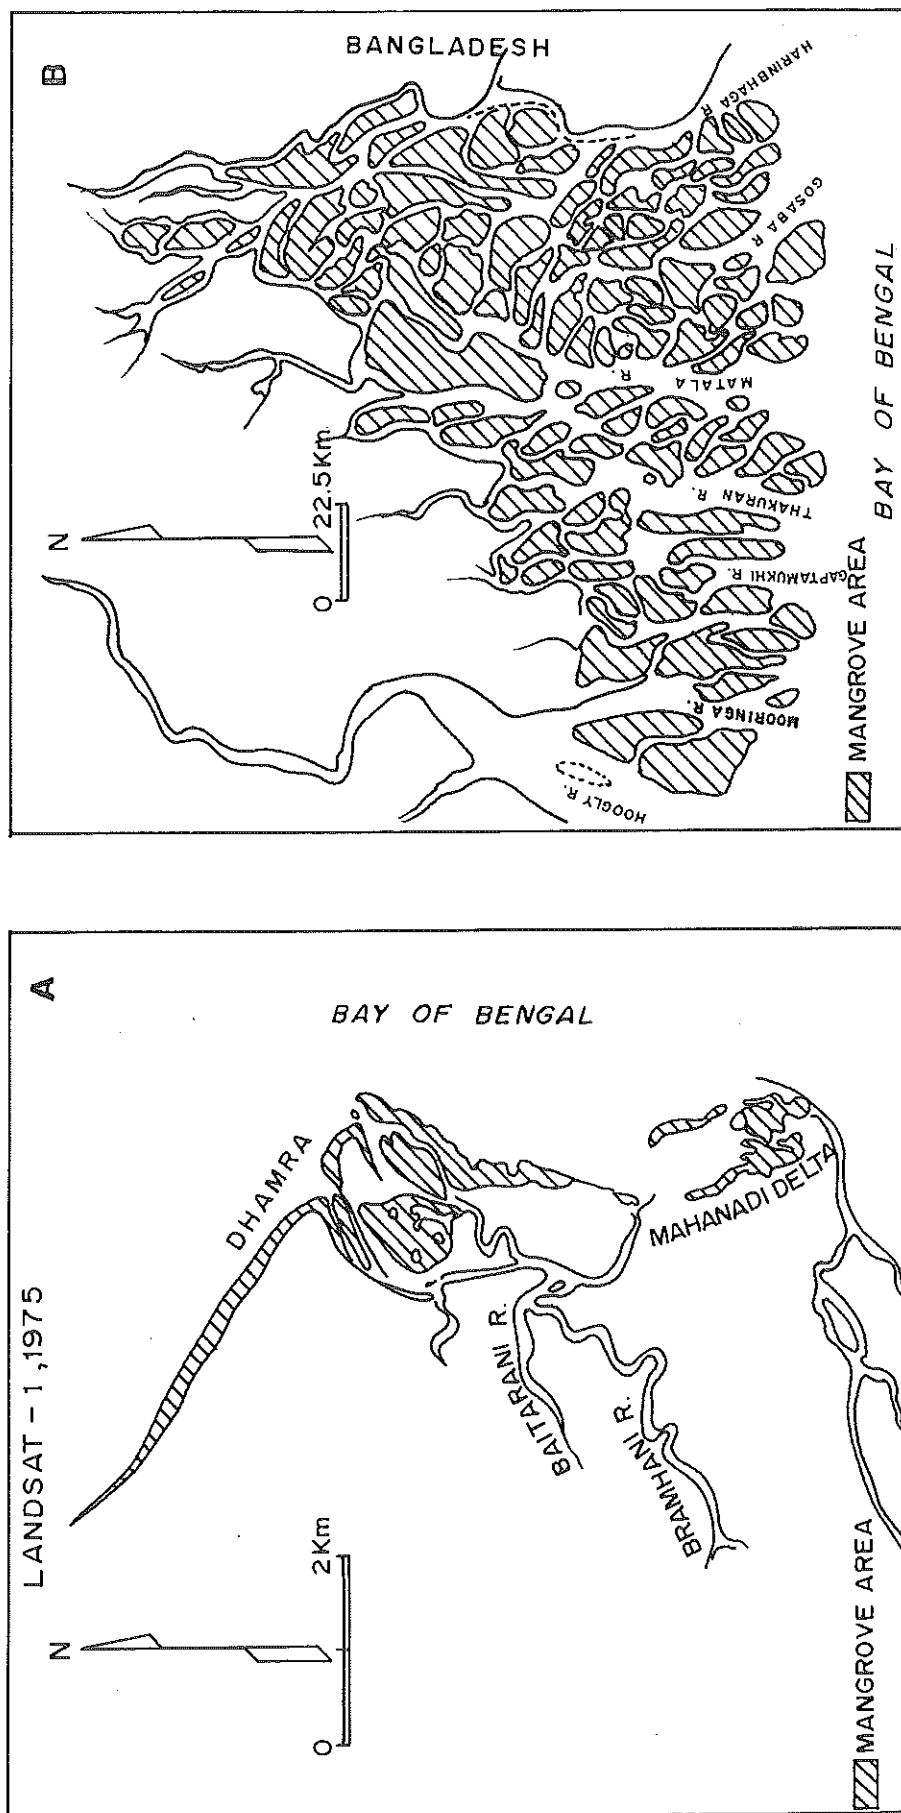 LANDSAT-1,1975
A
N
0 2Km
DHAMRA
BAY OF BENGAL
BAITARANI R.
BRAMHANI R.
MAHANADI DELTA
MANGROVE AREA
B
BANGLADESH
N
0 22.5Km
HARINBHAGA R.
GOSABA R.
MATALA R.
THAKURAN R.
GAPTAMUKHI R.
MOORINGA R.
HOOGLY R.
BAY OF BENGAL
MANGROVE AREA